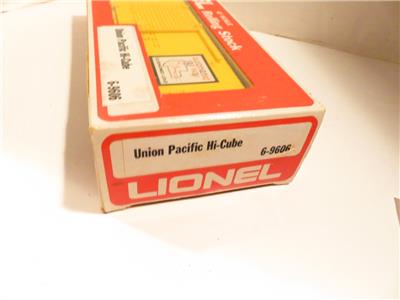 Rolling Stock
Union Pacific Hi-Cube
6-9606
Union Pacific Hi-Cube 6-9606
LIONEL